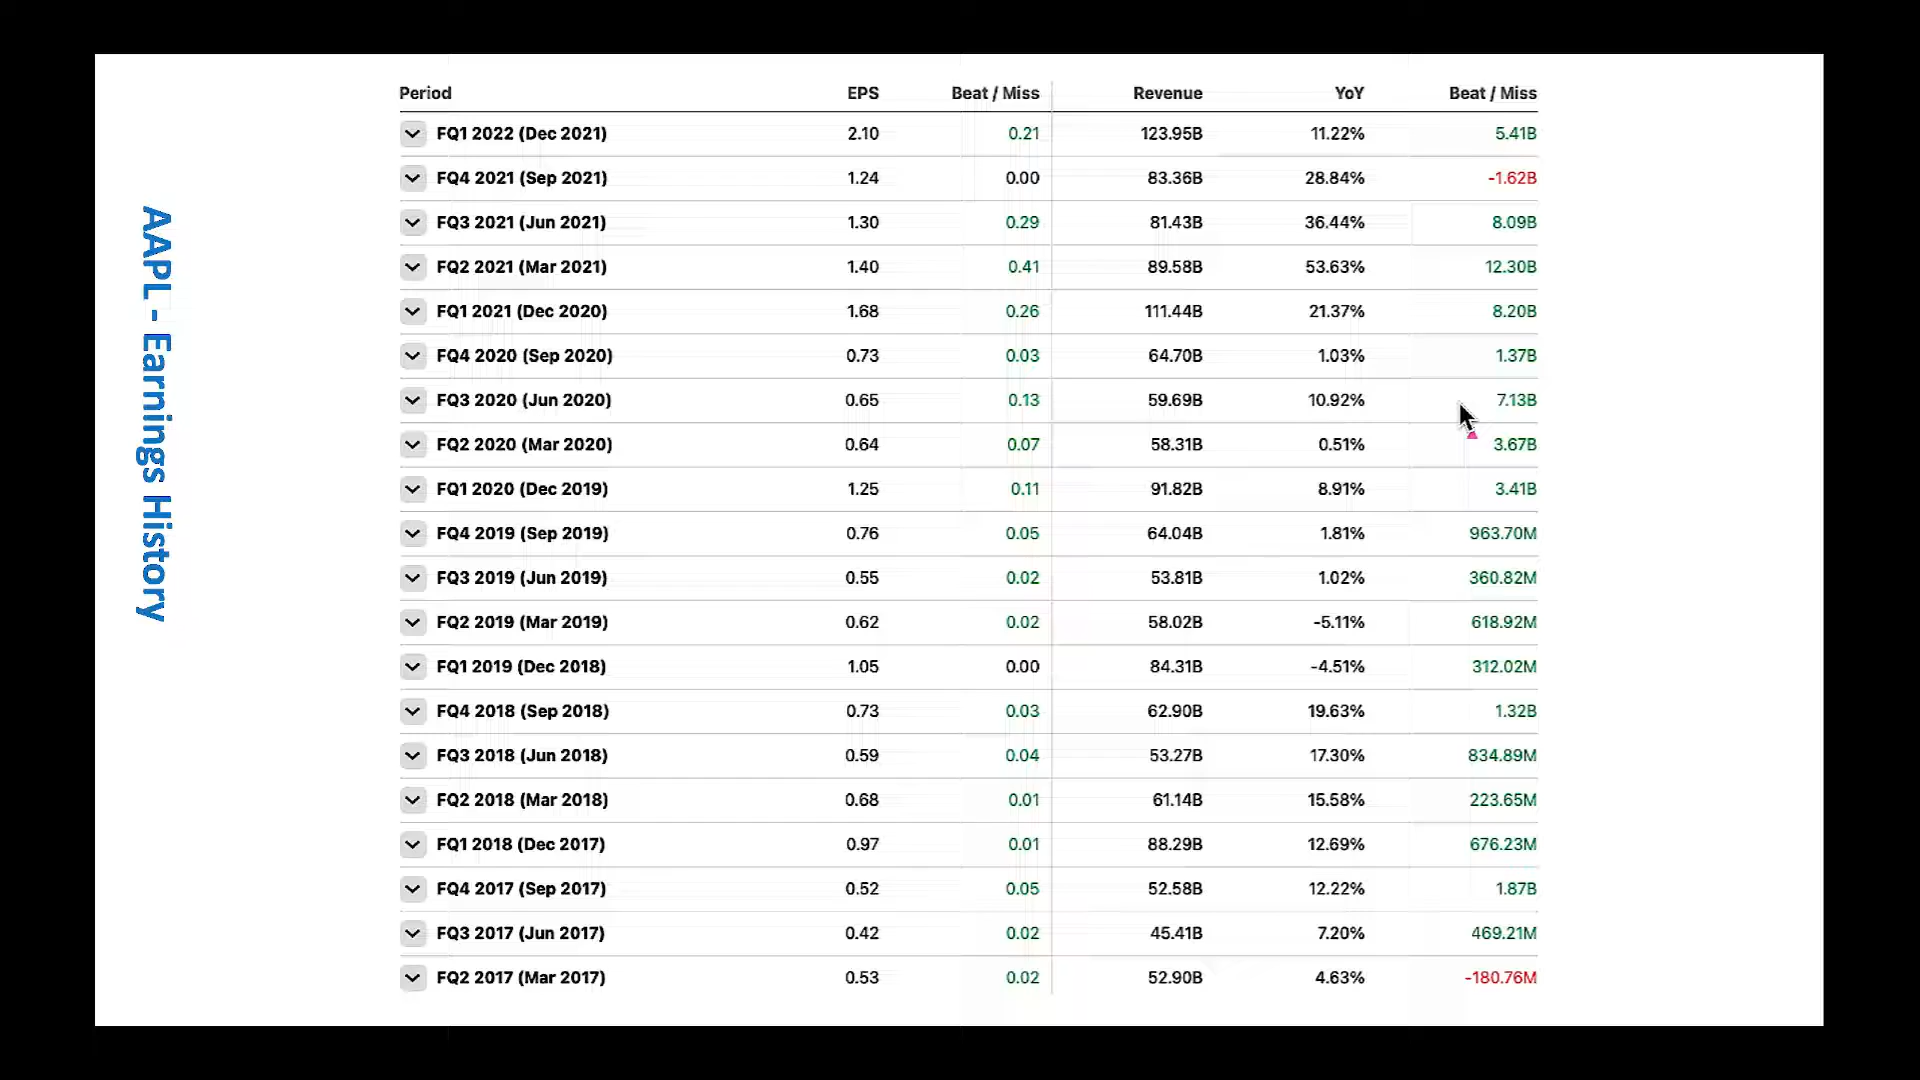 AAPL - Earnings History
Period EPS Beat / Miss Revenue YoY Beat / Miss
FQ1 2022 (Dec 2021) 2.10 0.21 123.95B 11.22% 5.41B
FQ4 2021 (Sep 2021) 1.24 0.00 83.36B 28.84% -1.62B
FQ3 2021 (Jun 2021) 1.30 0.29 81.43B 36.44% 8.09B
FQ2 2021 (Mar 2021) 1.40 0.41 89.58B 53.63% 12.30B
FQ1 2021 (Dec 2020) 1.68 0.26 111.44B 21.37% 8.20B
FQ4 2020 (Sep 2020) 0.73 0.03 64.70B 1.03% 1.37B
FQ3 2020 (Jun 2020) 0.65 0.13 59.69B 10.92% 7.13B
FQ2 2020 (Mar 2020) 0.64 0.07 58.31B 0.51% 3.67B
FQ1 2020 (Dec 2019) 1.25 0.11 91.82B 8.91% 3.41B
FQ4 2019 (Sep 2019) 0.76 0.05 64.04B 1.81% 963.70M
FQ3 2019 (Jun 2019) 0.55 0.02 53.81B 1.02% 360.82M
FQ2 2019 (Mar 2019) 0.62 0.02 58.02B -5.11% 618.92M
FQ1 2019 (Dec 2018) 1.05 0.00 84.31B -4.51% 312.02M
FQ4 2018 (Sep 2018) 0.73 0.03 62.90B 19.63% 1.32B
FQ3 2018 (Jun 2018) 0.59 0.04 53.27B 17.30% 834.89M
FQ2 2018 (Mar 2018) 0.68 0.01 61.14B 15.58% 223.65M
FQ1 2018 (Dec 2017) 0.97 0.01 88.29B 12.69% 676.23M
FQ4 2017 (Sep 2017) 0.52 0.05 52.58B 12.22% 1.87B
FQ3 2017 (Jun 2017) 0.42 0.02 45.41B 7.20% 469.21M
FQ2 2017 (Mar 2017) 0.53 0.02 52.90B 4.63% -180.76M